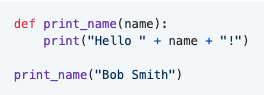 def print_name(name):
    print("Hello " + name + "!")

print_name("Bob Smith")